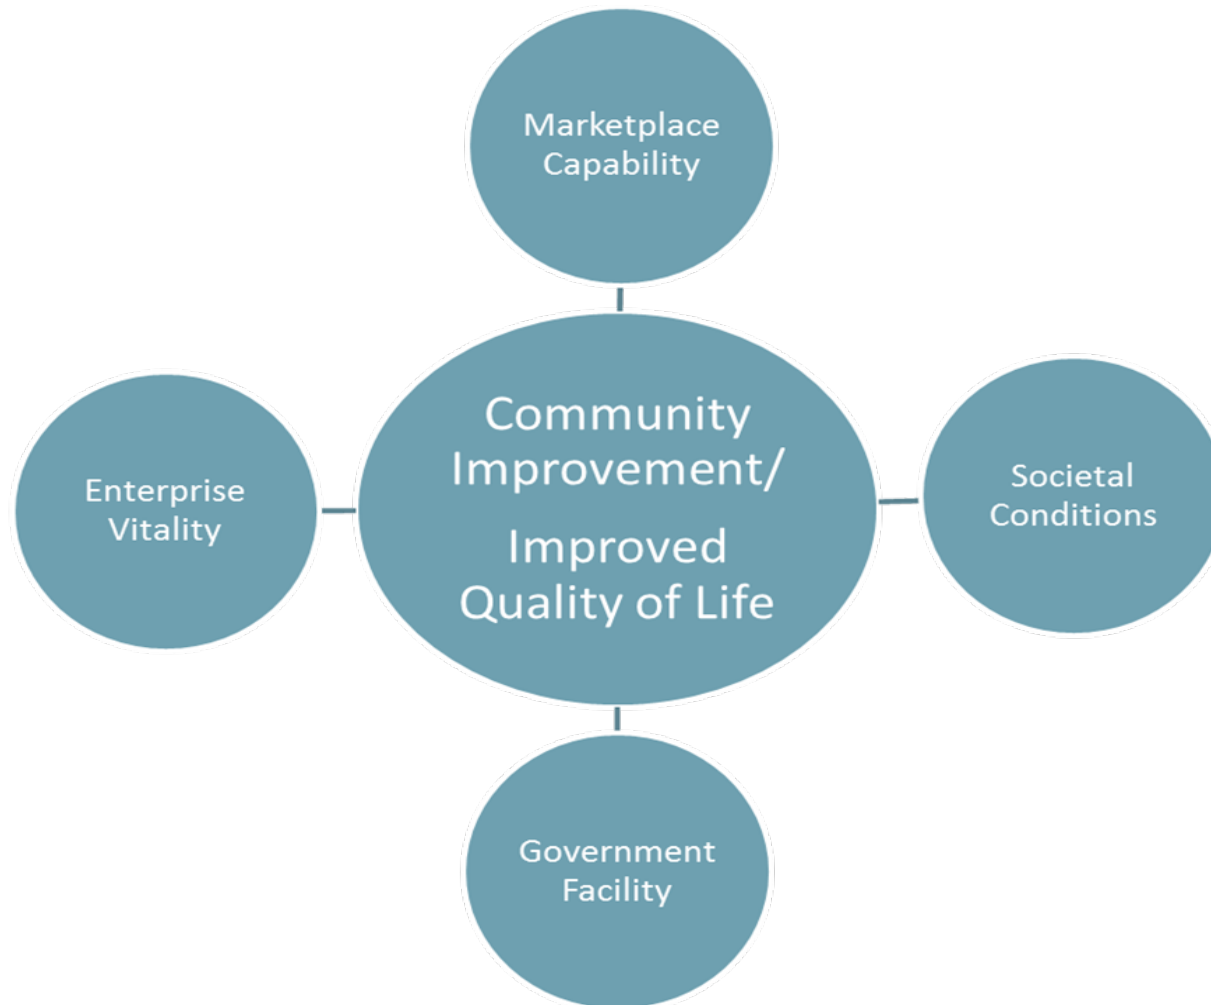 Marketplace
Capability
Community
Improvement/
Improved
Quality of Life
Enterprise
Vitality
Societal
Conditions
Government
Facility